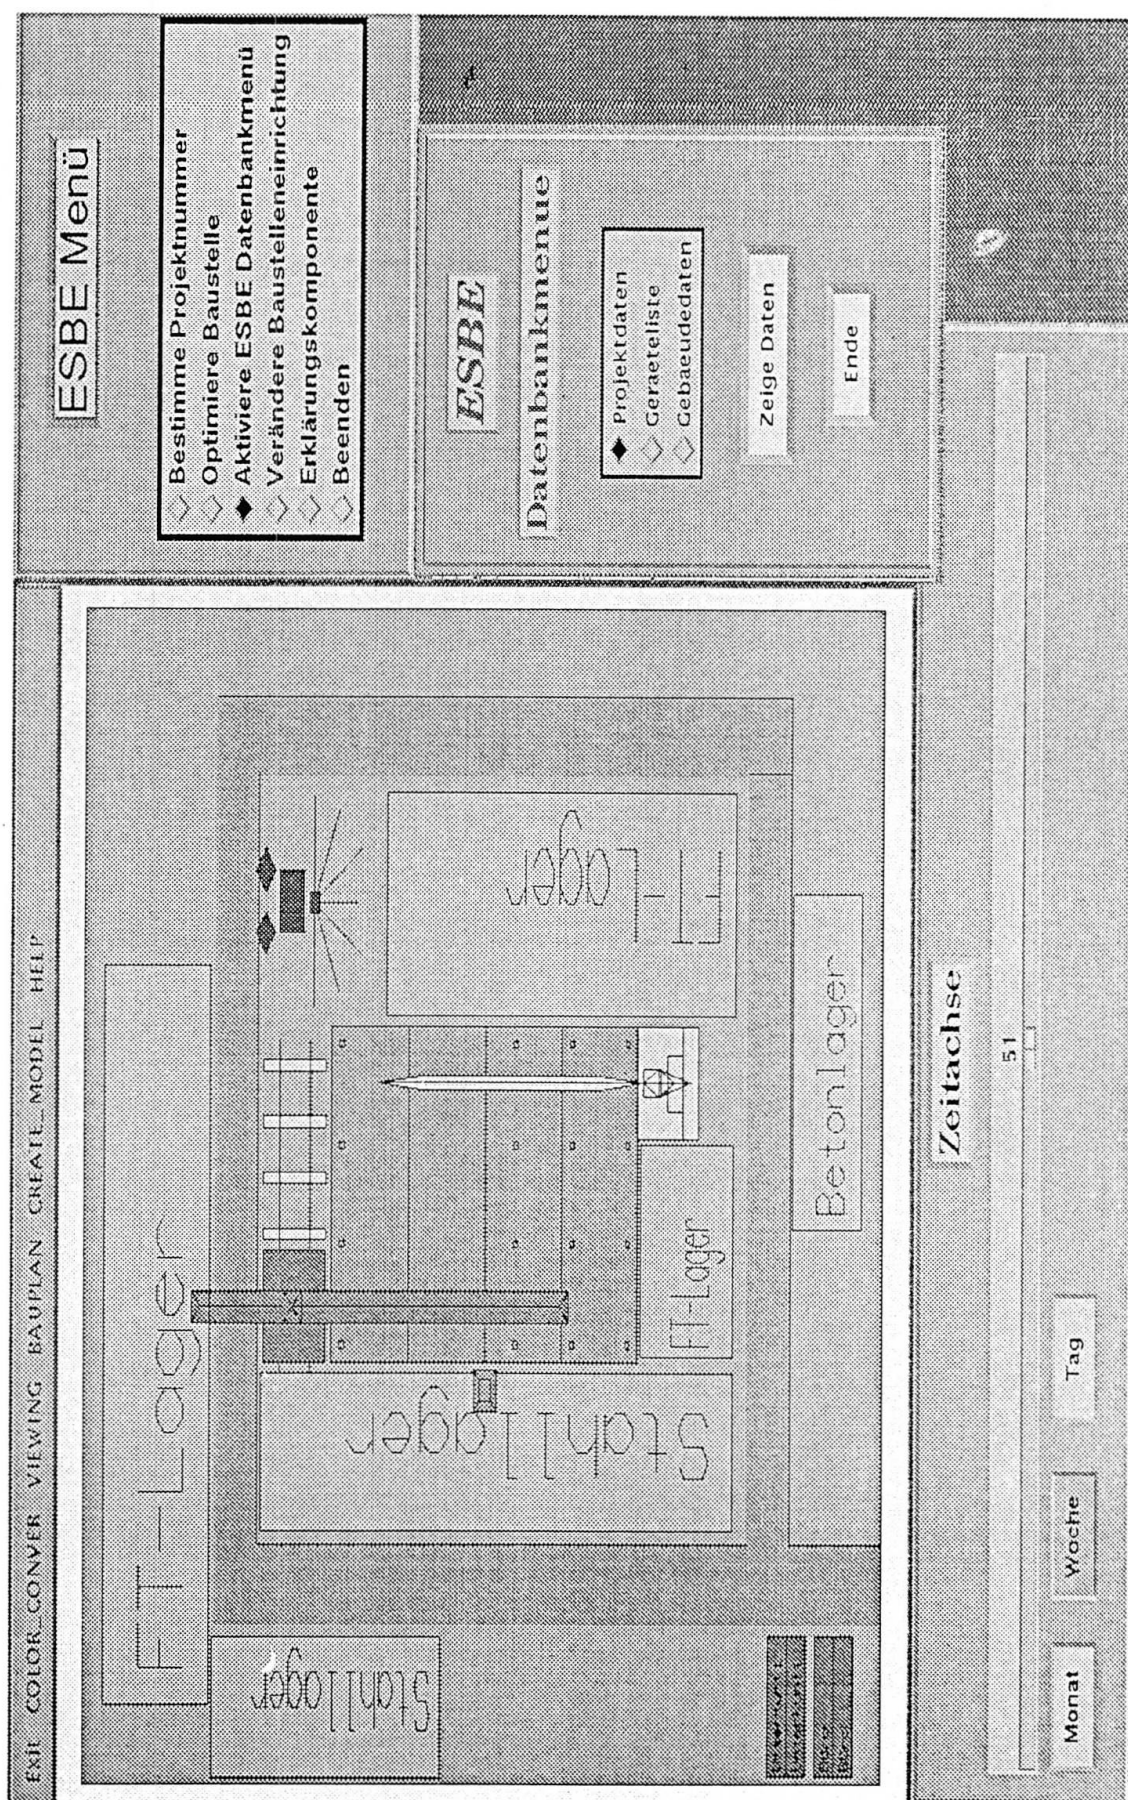 Exit COLOR_CONVER VIEWING BAUPLAN CREATE_MODEL HELP
FT-Lager
Stahllager
Stahllager
FT-Lager
FT-Lager
Betonlager
ESBE Menü
Bestimme Projektnummer
Optimiere Baustelle
Aktiviere ESBE Datenbankmenü
Verändere Baustelleneinrichtung
Erklärungskomponente
Beenden
ESBE
Datenbankmenue
Projektdaten
Geraeteliste
Gebaeudedaten
Zeige Daten
Ende
Zeitachse
51
Monat
Woche
Tag